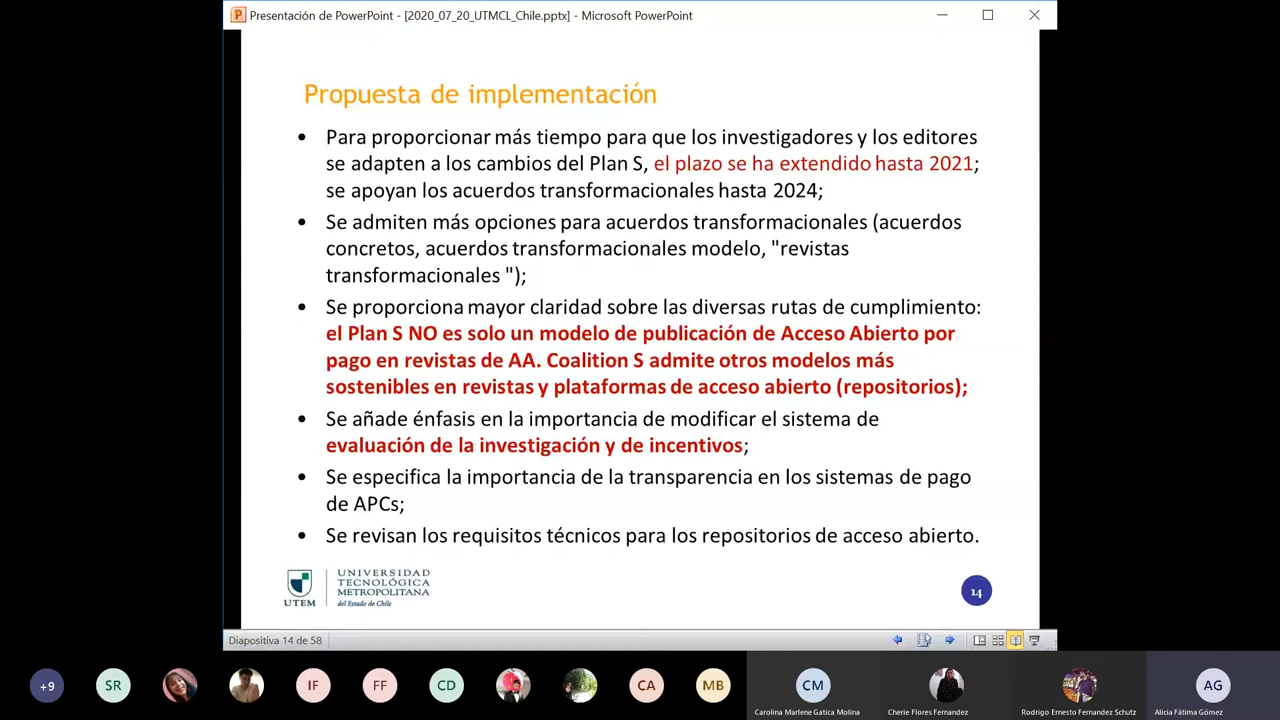 Presentación de PowerPoint - [2020_07_20_UTMCL_Chile.pptx] - Microsoft PowerPoint
Propuesta de implementación
• Para proporcionar más tiempo para que los investigadores y los editores
se adapten a los cambios del Plan S, el plazo se ha extendido hasta 2021;
se apoyan los acuerdos transformacionales hasta 2024;
• Se admiten más opciones para acuerdos transformacionales (acuerdos
concretos, acuerdos transformacionales modelo, "revistas
transformacionales ");
• Se proporciona mayor claridad sobre las diversas rutas de cumplimiento:
el Plan S NO es solo un modelo de publicación de Acceso Abierto por
pago en revistas de AA. Coalition S admite otros modelos más
sostenibles en revistas y plataformas de acceso abierto (repositorios);
• Se añade énfasis en la importancia de modificar el sistema de
evaluación de la investigación y de incentivos;
• Se especifica la importancia de la transparencia en los sistemas de pago
de APCs;
• Se revisan los requisitos técnicos para los repositorios de acceso abierto.
UTEM
UNIVERSIDAD
TECNOLÓGICA
METROPOLITANA
del Estado de Chile
14
Diapositiva 14 de 58
+9
SR
IF
FF
CD
CA
MB
CM
AG
Carolina Marlene Gatica Molina
Cherie Flores Fernandez
Rodrigo Ernesto Fernandez Schutz
Alicia Fátima Gómez